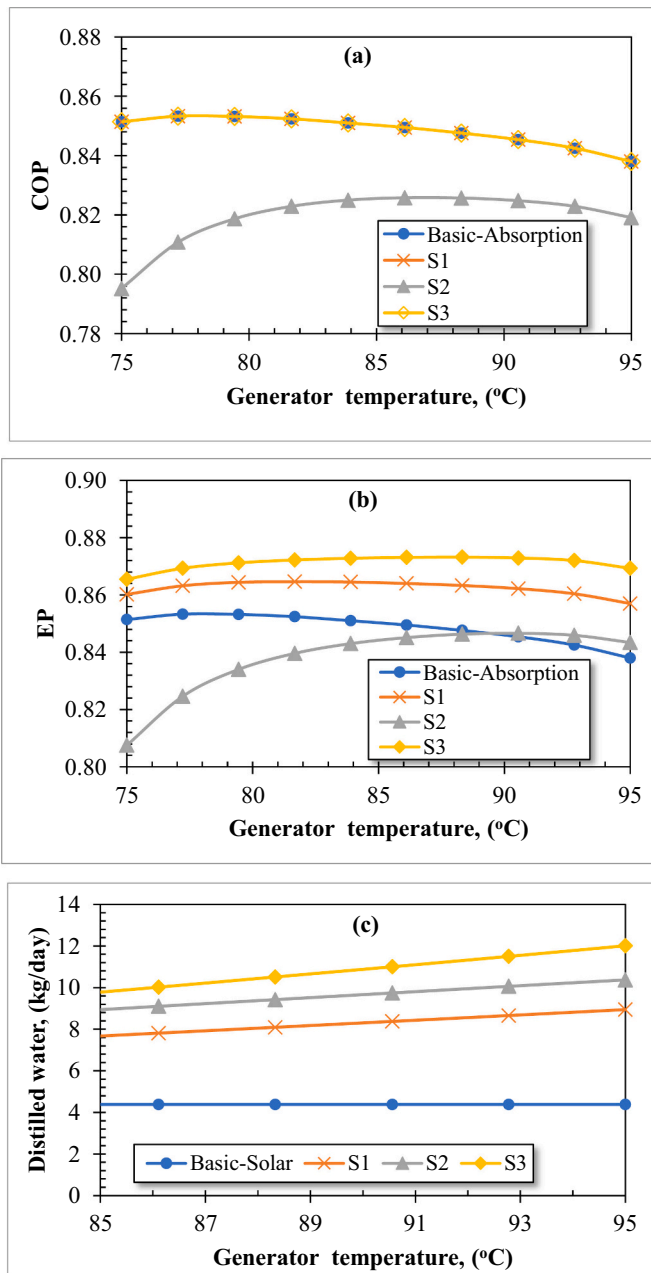 (a)
COP
0.88
0.86
0.84
0.82
0.80
0.78
Basic-Absorption
S1
S2
S3
75 80 85 90 95
Generator temperature, (°C)
(b)
EP
0.90
0.88
0.86
0.84
0.82
0.80
Basic-Absorption
S1
S2
S3
75 80 85 90 95
Generator temperature, (°C)
(c)
Distilled water, (kg/day)
14
12
10
8
6
4
2
0
Basic-Solar S1 S2 S3
85 87 89 91 93 95
Generator temperature, (°C)